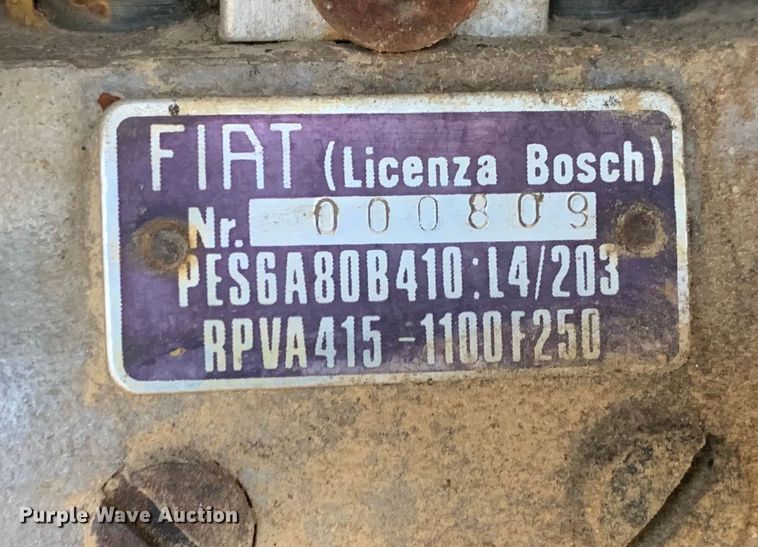 FIAT (Licenza Bosch)
Nr. 000809
PES6A80B410:L4/203
RPVA415-1100F250
Purple Wave Auction